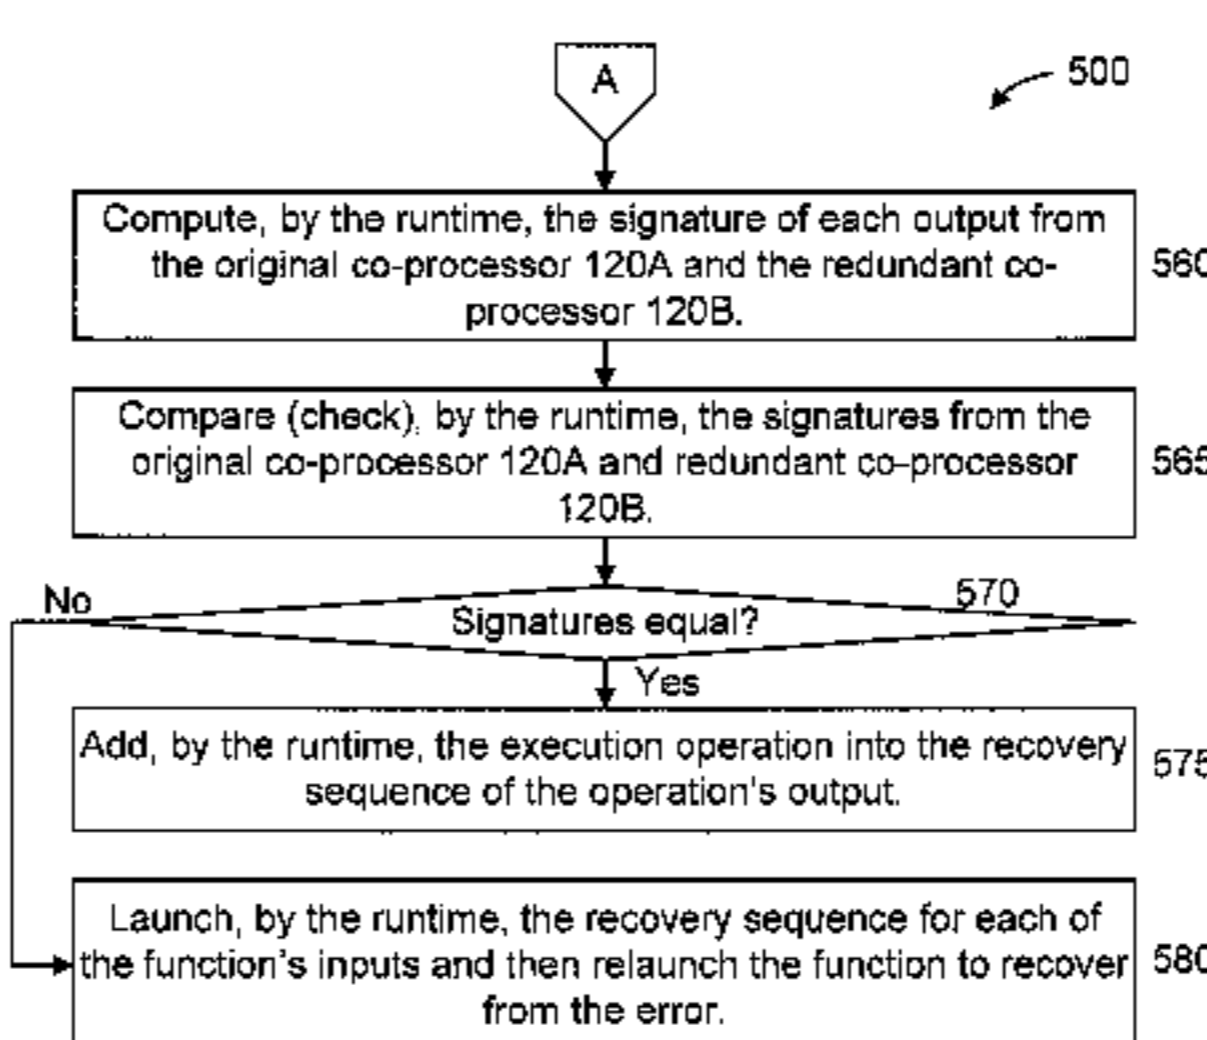 A
500
Compute, by the runtime, the signature of each output from
the original co-processor 120A and the redundant co-
processor 120B.
560
Compare (check), by the runtime, the signatures from the
original co-processor 120A and redundant co-processor
120B.
565
No
570
Signatures equal?
Yes
Add, by the runtime, the execution operation into the recovery
sequence of the operation's output.
575
Launch, by the runtime, the recovery sequence for each of
the function's inputs and then relaunch the function to recover
from the error.
580